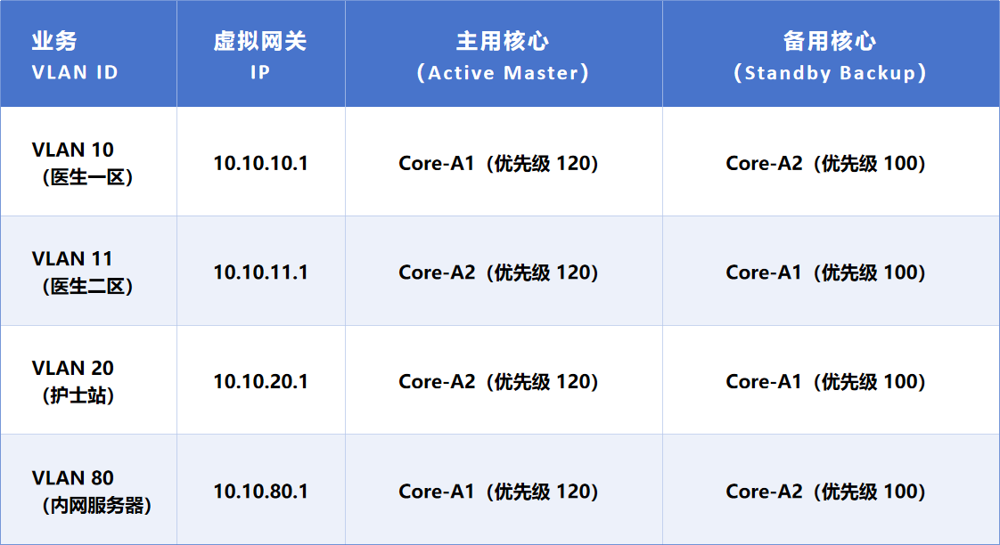 业务
VLAN ID
虚拟网关
IP
主用核心
（Active Master）
备用核心
（Standby Backup）
VLAN 10
（医生一区）
10.10.10.1
Core-A1（优先级 120）
Core-A2（优先级 100）
VLAN 11
（医生二区）
10.10.11.1
Core-A2（优先级 120）
Core-A1（优先级 100）
VLAN 20
（护士站）
10.10.20.1
Core-A2（优先级 120）
Core-A1（优先级 100）
VLAN 80
（内网服务器）
10.10.80.1
Core-A1（优先级 120）
Core-A2（优先级 100）